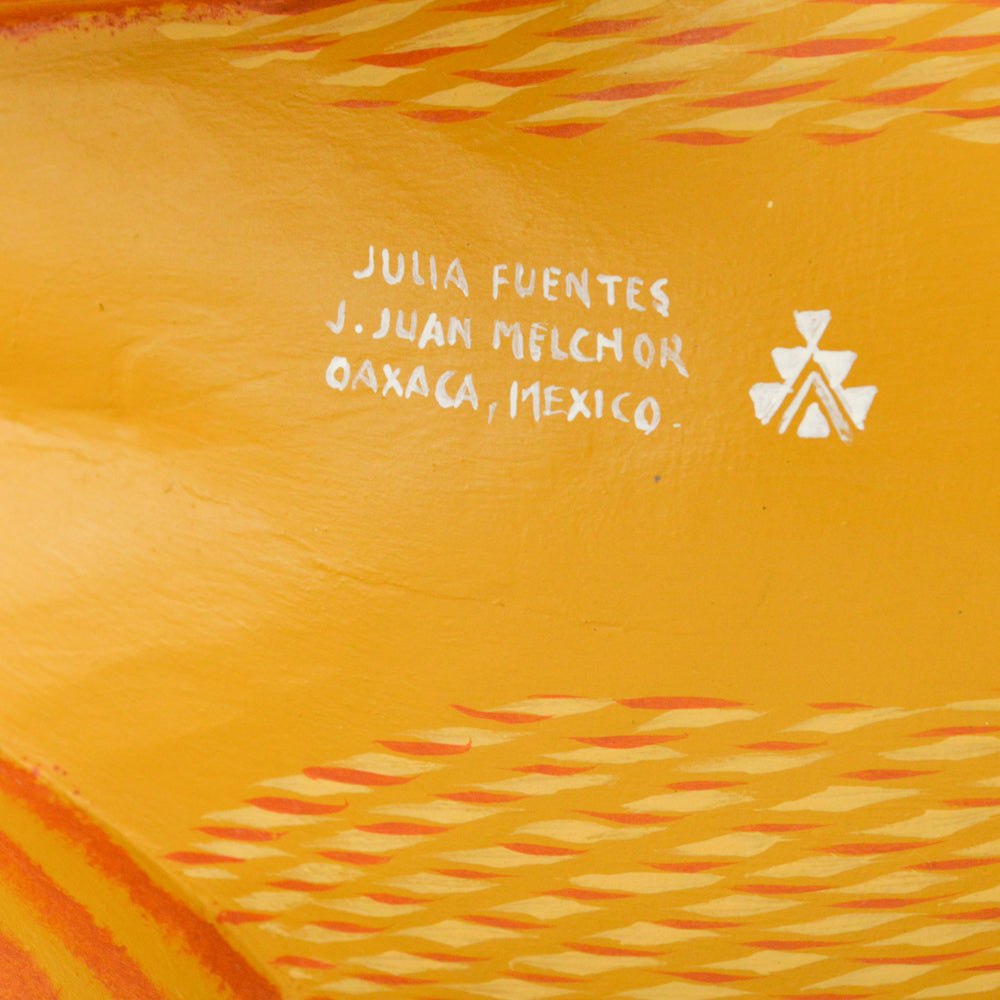 JULIA FUENTES
J. JUAN MELCHOR
OAXACA, MEXICO.